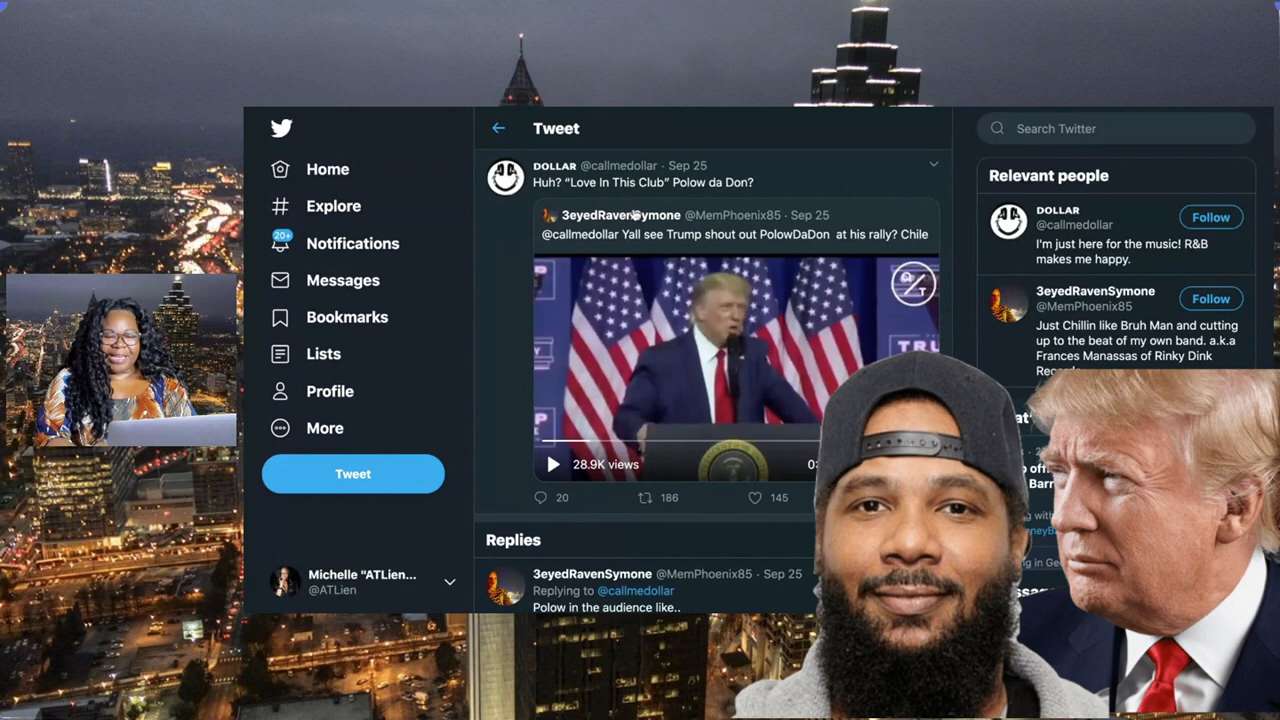 Home
Explore
20+
Notifications
Messages
Bookmarks
Lists
Profile
More
Tweet
Michelle "ATLien...
@ATLien
Tweet
DOLLAR @callmedollar · Sep 25
Huh? “Love In This Club” Polow da Don?
3eyedRavenSymone @MemPhoenix85 · Sep 25
@callmedollar Yall see Trump shout out PolowDaDon at his rally? Chile
TRU
28.9K views
20
186
145
Replies
3eyedRavenSymone @MemPhoenix85 · Sep 25
Replying to @callmedollar
Polow in the audience like..
Search Twitter
Relevant people
DOLLAR
@callmedollar
Follow
I'm just here for the music! R&B
makes me happy.
3eyedRavenSymone
@MemPhoenix85
Follow
Just Chillin like Bruh Man and cutting
up to the beat of my own band. a.k.a
Frances Manassas of Rinky Dink